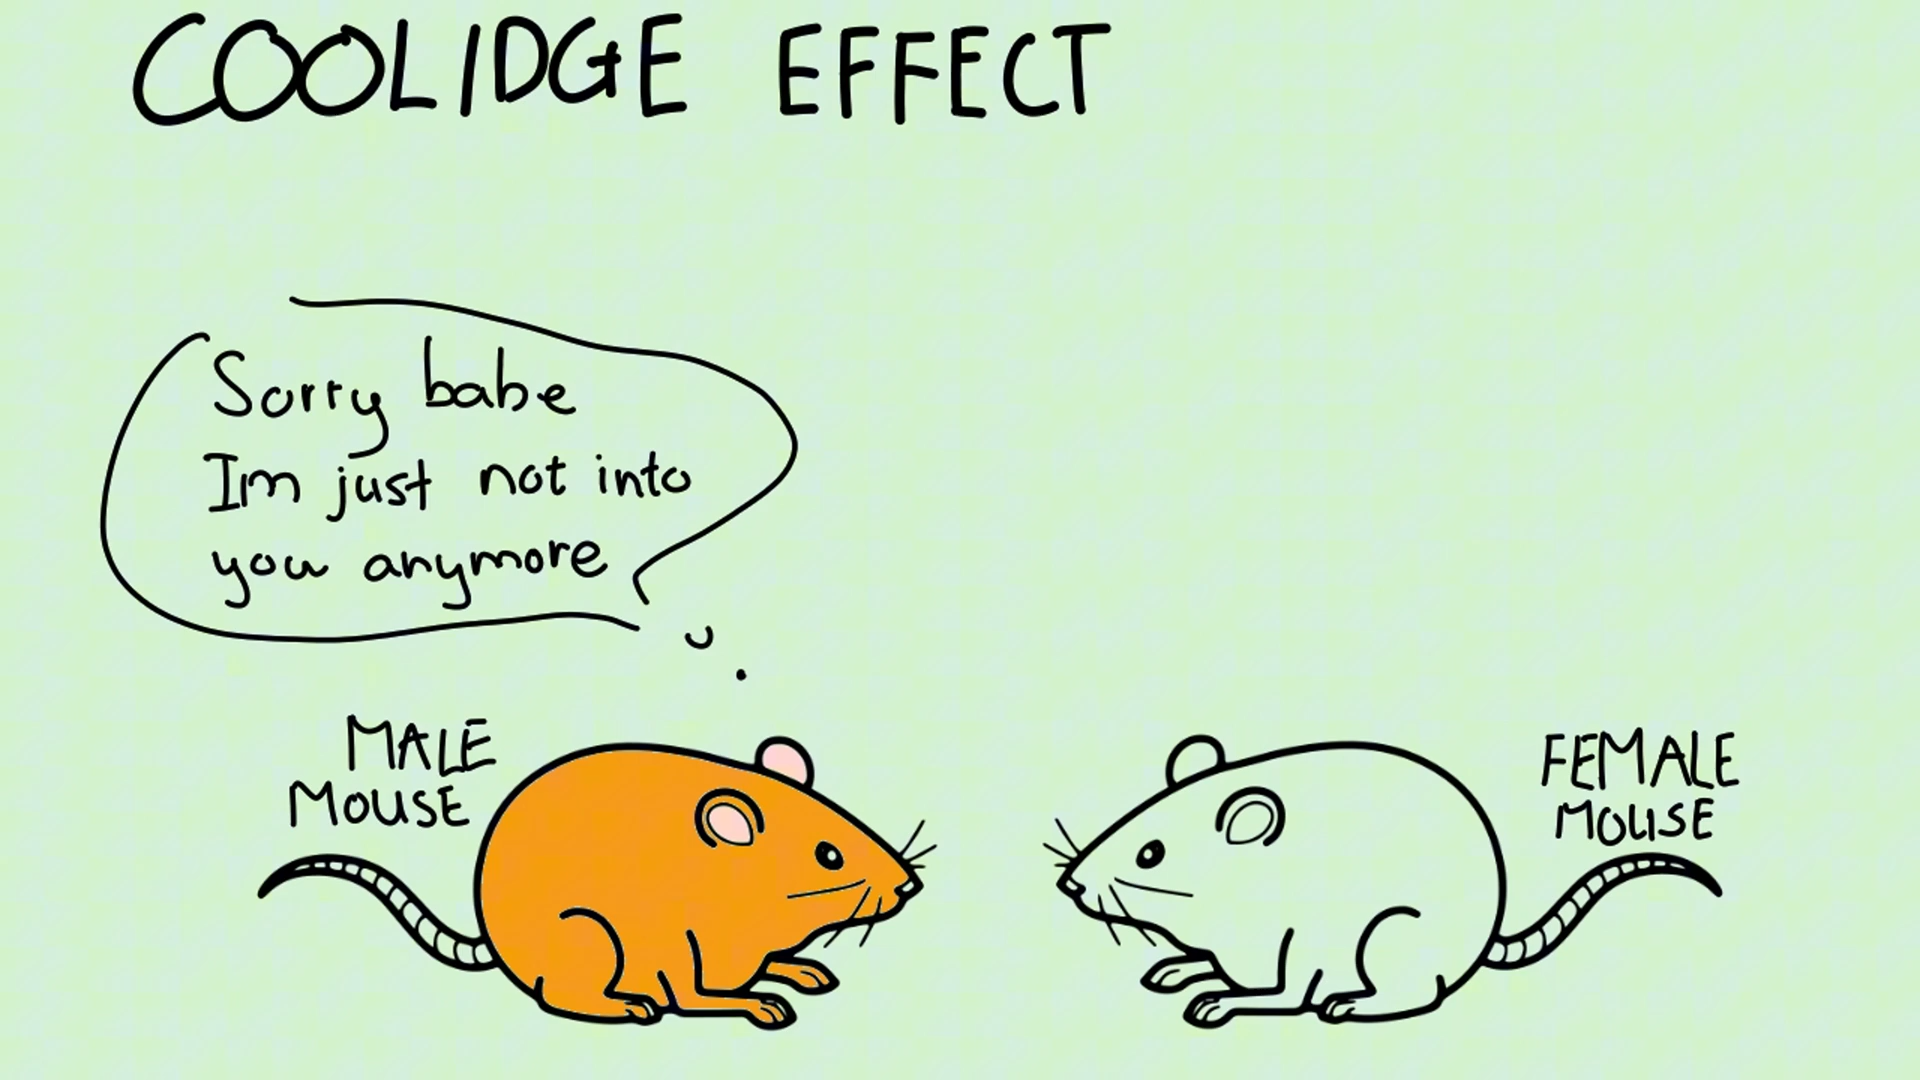 COOLIDGE EFFECT
Sorry babe
Im just not into
you anymore
MALE
MOUSE
FEMALE
MOUSE